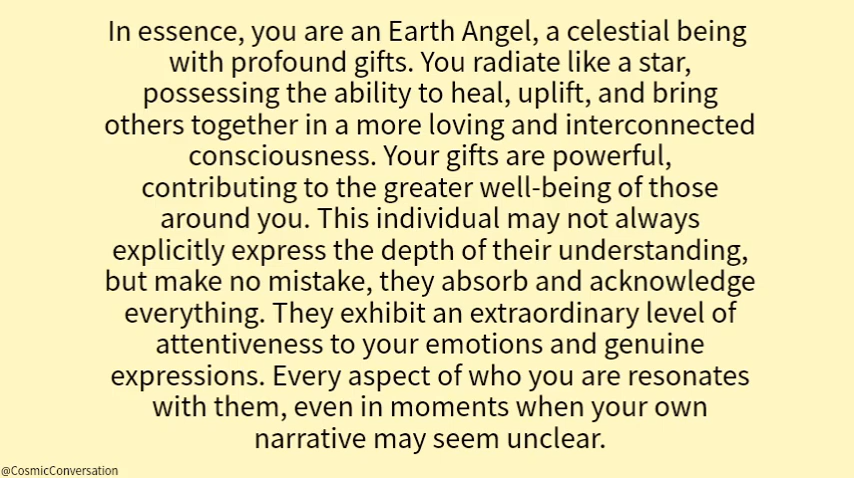 In essence, you are an Earth Angel, a celestial being
with profound gifts. You radiate like a star,
possessing the ability to heal, uplift, and bring
others together in a more loving and interconnected
consciousness. Your gifts are powerful,
contributing to the greater well-being of those
around you. This individual may not always
explicitly express the depth of their understanding,
but make no mistake, they absorb and acknowledge
everything. They exhibit an extraordinary level of
attentiveness to your emotions and genuine
expressions. Every aspect of who you are resonates
with them, even in moments when your own
narrative may seem unclear.
@CosmicConversation